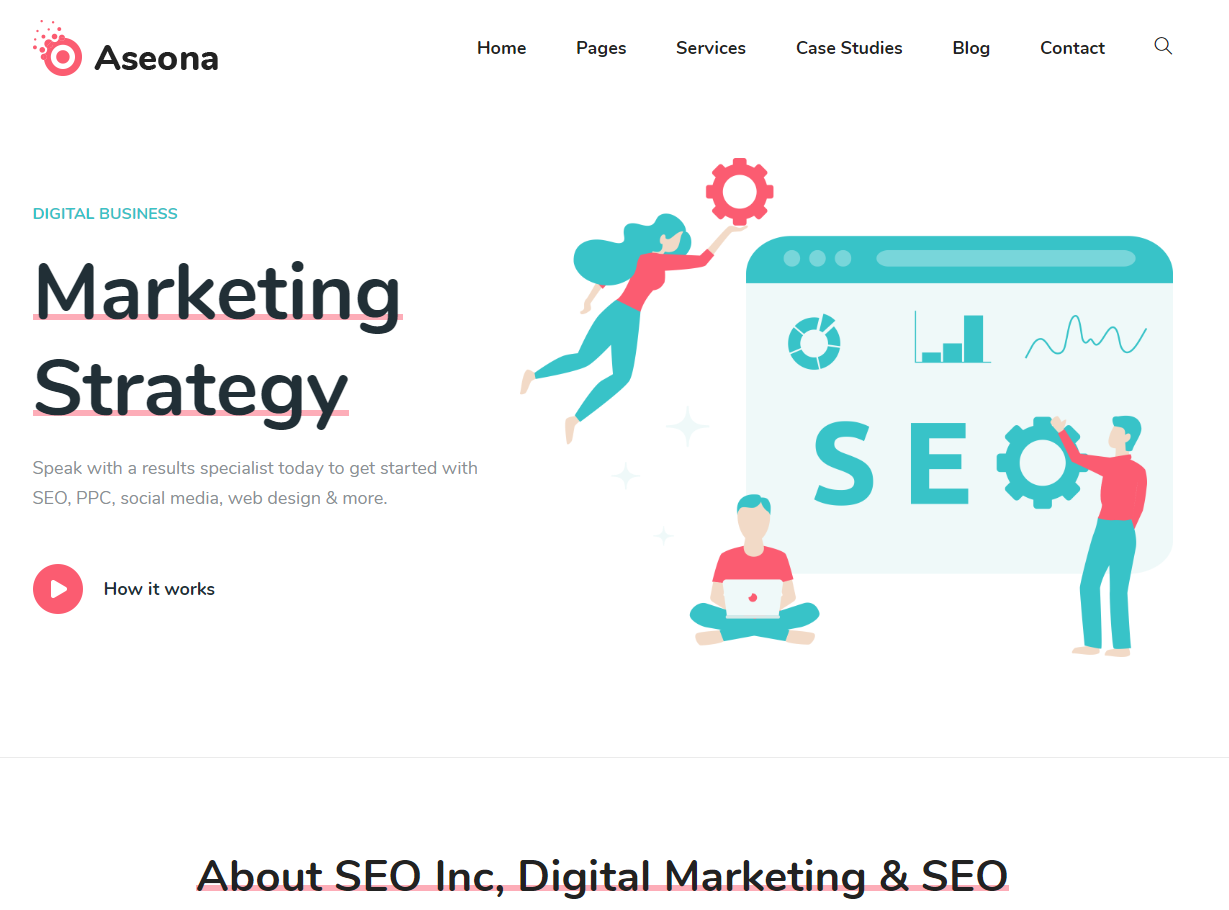 Aseona
Home Pages Services Case Studies Blog Contact
DIGITAL BUSINESS
Marketing
Strategy
Speak with a results specialist today to get started with
SEO, PPC, social media, web design & more.
How it works
SEO
About SEO Inc, Digital Marketing & SEO